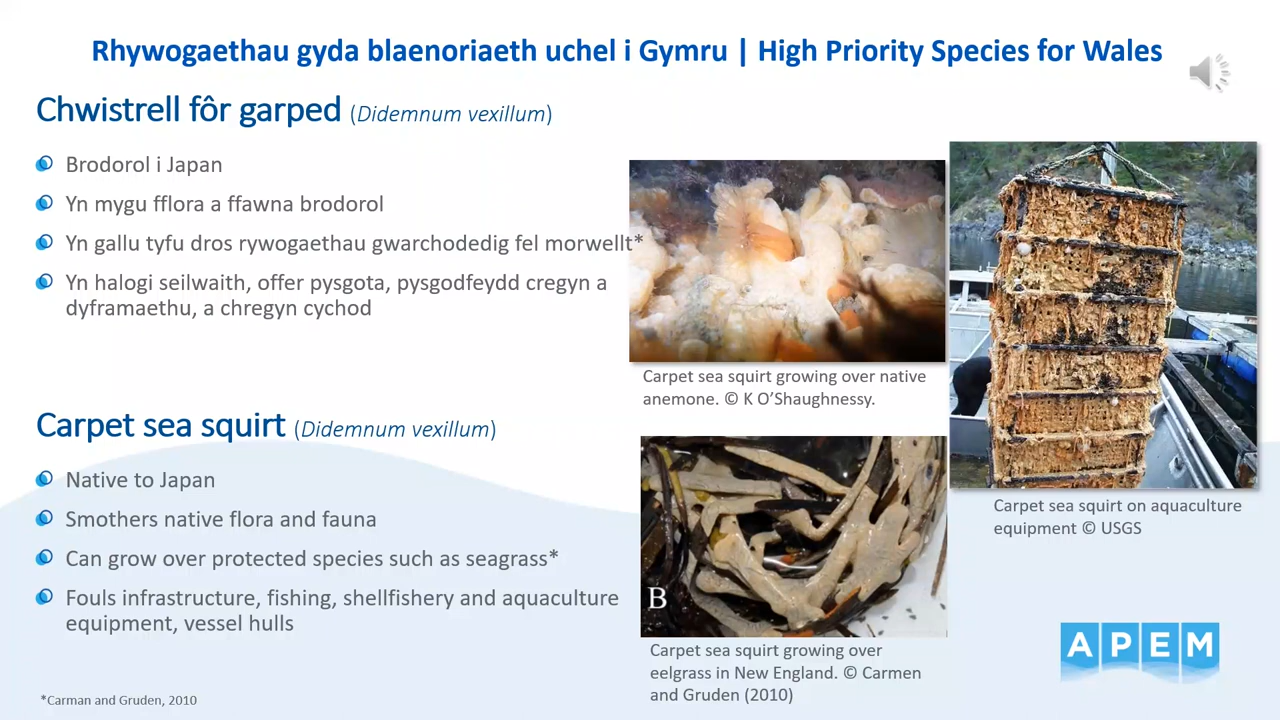 Rhywogaethau gyda blaenoriaeth uchel i Gymru | High Priority Species for Wales
Chwistrell fôr garped (Didemnum vexillum)
Brodorol i Japan
Yn mygu fflora a ffawna brodorol
Yn gallu tyfu dros rywogaethau gwarchodedig fel morwellt*
Yn halogi seilwaith, offer pysgota, pysgodfeydd cregyn a
dyframaethu, a chregyn cychod
Carpet sea squirt growing over native
anemone. © K O'Shaughnessy.
Carpet sea squirt on aquaculture
equipment © USGS
Carpet sea squirt (Didemnum vexillum)
Native to Japan
Smothers native flora and fauna
Can grow over protected species such as seagrass*
Fouls infrastructure, fishing, shellfishery and aquaculture
equipment, vessel hulls
B
Carpet sea squirt growing over
eelgrass in New England. © Carmen
and Gruden (2010)
APEM
*Carman and Gruden, 2010